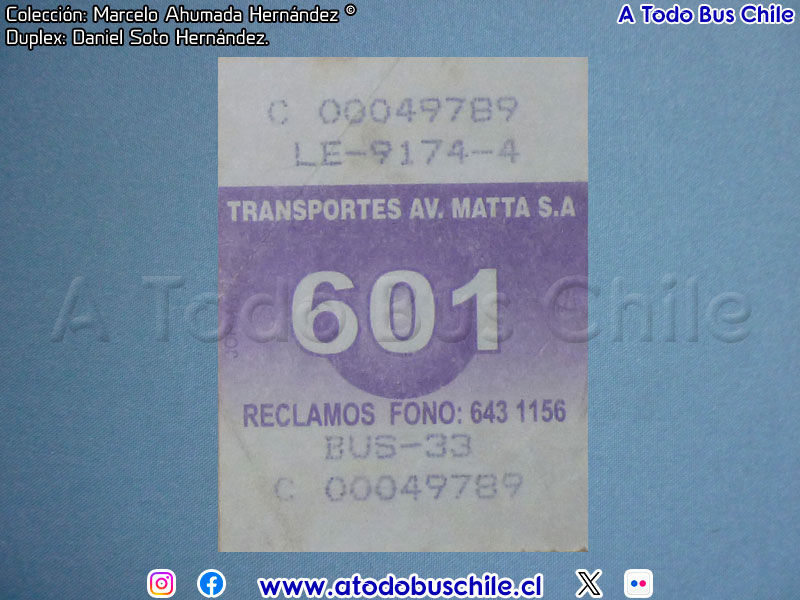 Colección: Marcelo Ahumada Hernández ©
Duplex: Daniel Soto Hernández.
A Todo Bus Chile
C 00049789
LE-9174-4
TRANSPORTES AV. MATTA S.A
601
A Todo Bus Chile
RECLAMOS FONO: 643 1156
BUS-33
C 00049789
www.atodobuschile.cl